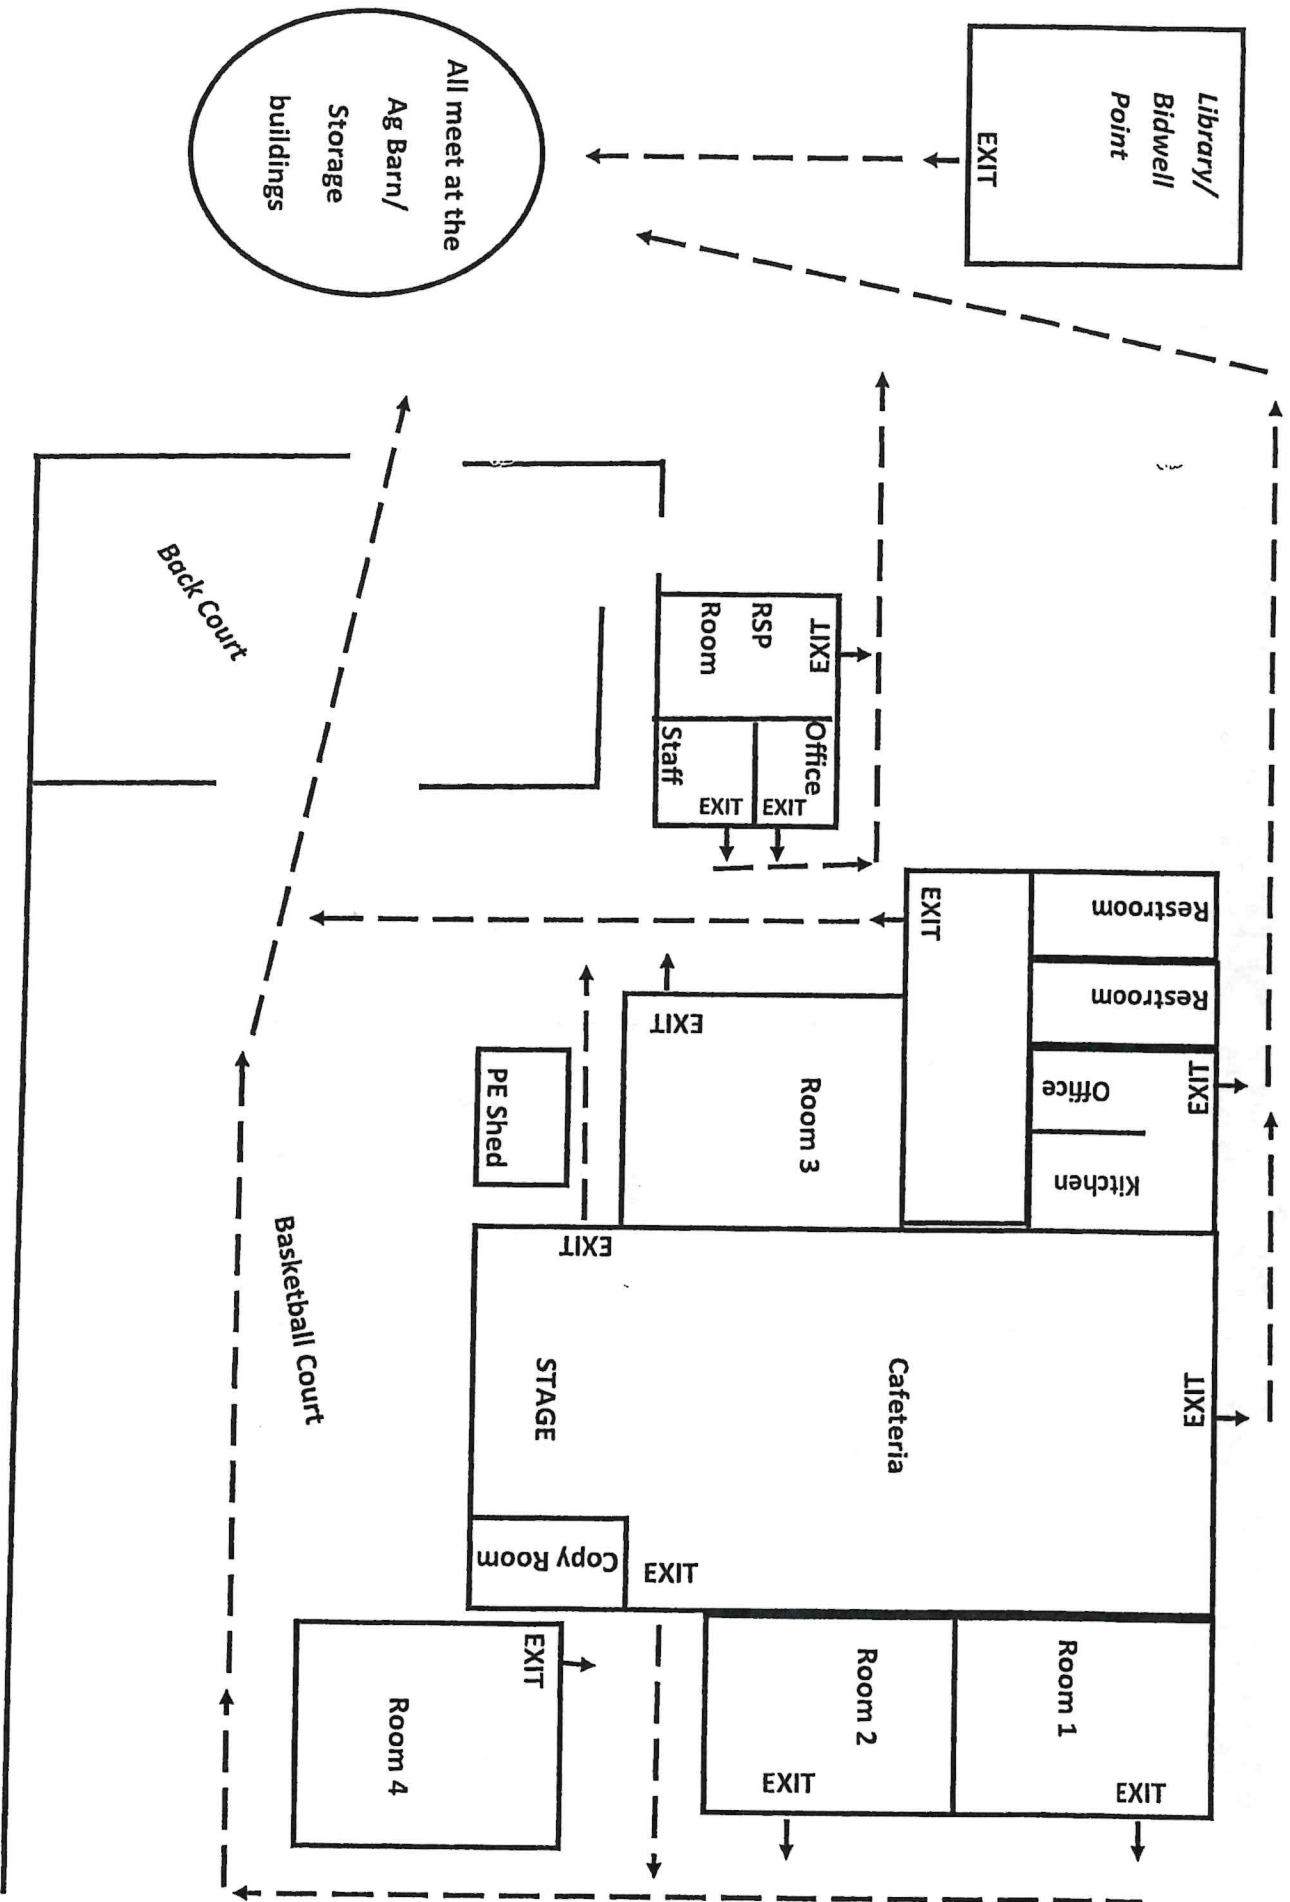 Library/
Bidwell
Point
EXIT
All meet at the
Ag Barn/
Storage
buildings
Back Court
EXIT
RSP
Room
Office
EXIT
Staff
EXIT
Restroom
Restroom
EXIT
Office
Kitchen
EXIT
Room 3
EXIT
PE Shed
EXIT
Cafeteria
EXIT
STAGE
Copy Room
EXIT
Basketball Court
Room 1
EXIT
Room 2
EXIT
Room 4
EXIT